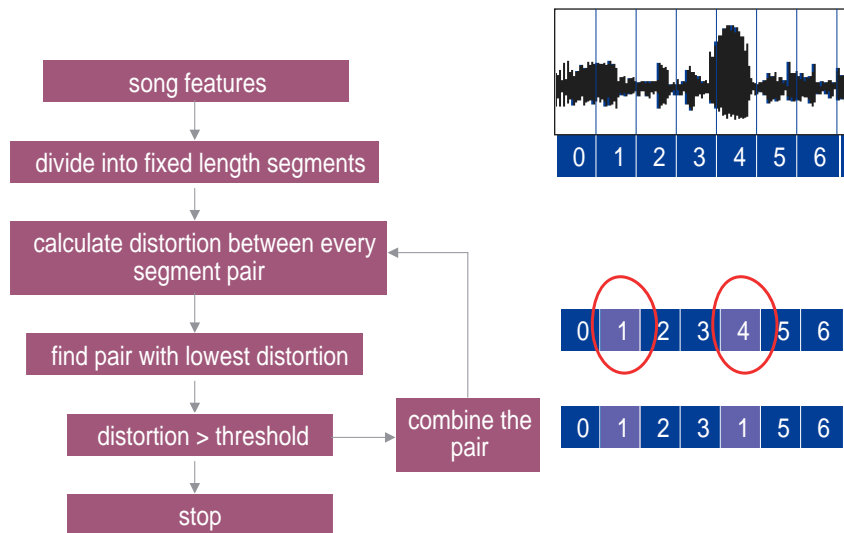 song features
divide into fixed length segments
calculate distortion between every
segment pair
find pair with lowest distortion
distortion > threshold
combine the
pair
stop
0 1 2 3 4 5 6
0 1 2 3 4 5 6
0 1 2 3 1 5 6